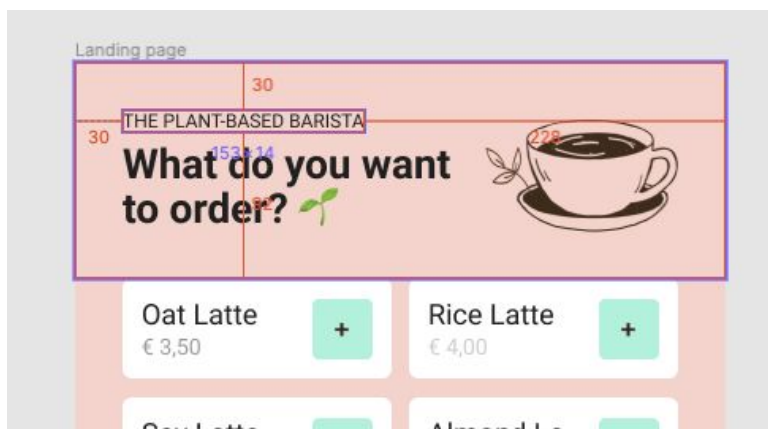 Landing page
30
THE PLANT-BASED BARISTA
30
228
153 × 14
What do you want
to order?
92
Oat Latte
+
Rice Latte
+
€ 3,50
€ 4,00